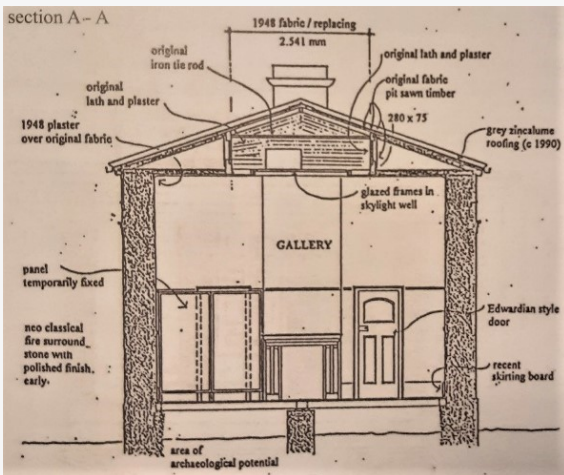 section A - A
1948 fabric / replacing
2.541 mm
original
iron tie rod
original lath and plaster
original fabric
pit sawn timber
280 x 75
original
lath and plaster
1948 plaster
over original fabric
grey zincalume
roofing (c 1990)
glazed frames in
skylight well
GALLERY
panel
temporarily fixed
Edwardian style
door
neo classical
fire surround
stone with
polished finish,
early.
recent
skirting board
area of
archaeological potential